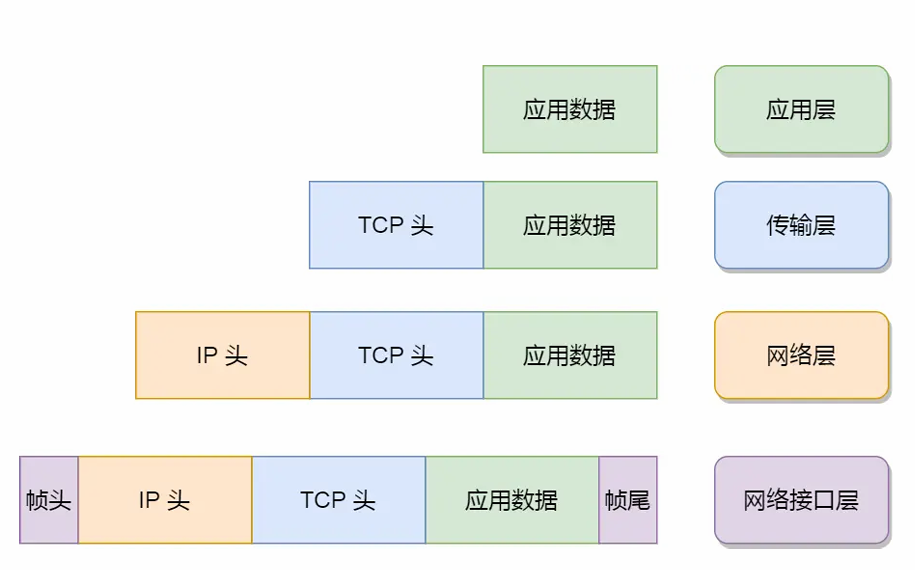 应用数据
应用层
TCP 头
应用数据
传输层
IP 头
TCP 头
应用数据
网络层
帧头
IP 头
TCP 头
应用数据
帧尾
网络接口层